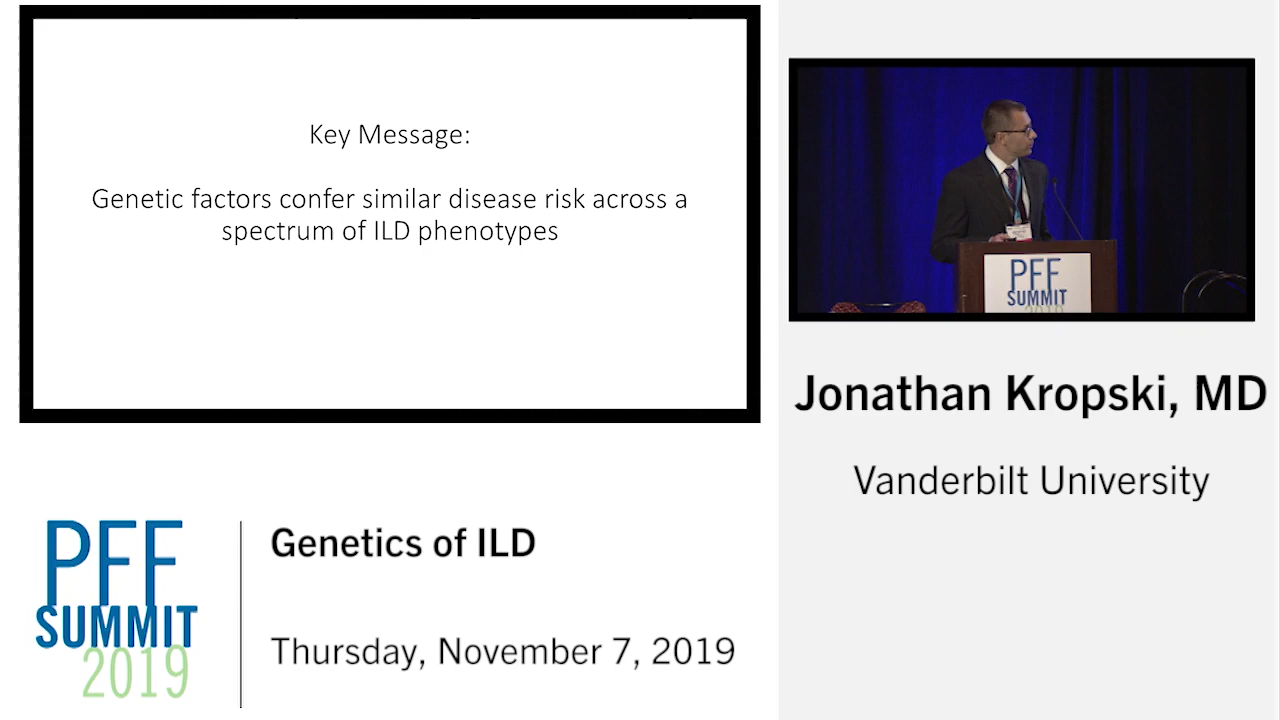 Key Message:
Genetic factors confer similar disease risk across a
spectrum of ILD phenotypes
PFF
SUMMIT
2019
Jonathan Kropski, MD
Vanderbilt University
PFF
SUMMIT
2019
Genetics of ILD
Thursday, November 7, 2019